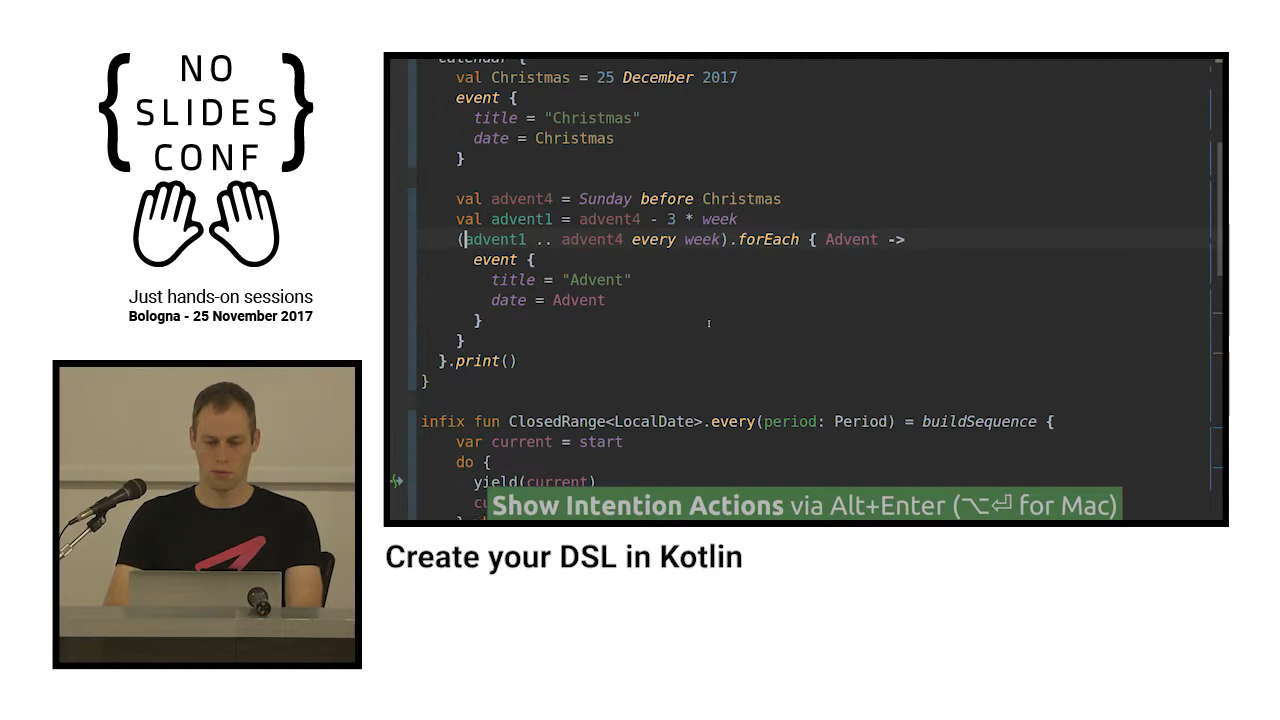 NO
SLIDES
CONF
Just hands-on sessions
Bologna - 25 November 2017
calendar {
val Christmas = 25 December 2017
event {
title = "Christmas"
date = Christmas
}
val advent4 = Sunday before Christmas
val advent1 = advent4 - 3 * week
(advent1 .. advent4 every week).forEach { Advent ->
event {
title = "Advent"
date = Advent
}
}
}.print()
}
infix fun ClosedRange<LocalDate>.every(period: Period) = buildSequence {
var current = start
do {
yield(current)
Show Intention Actions via Alt+Enter (⌥⏎ for Mac)
Create your DSL in Kotlin